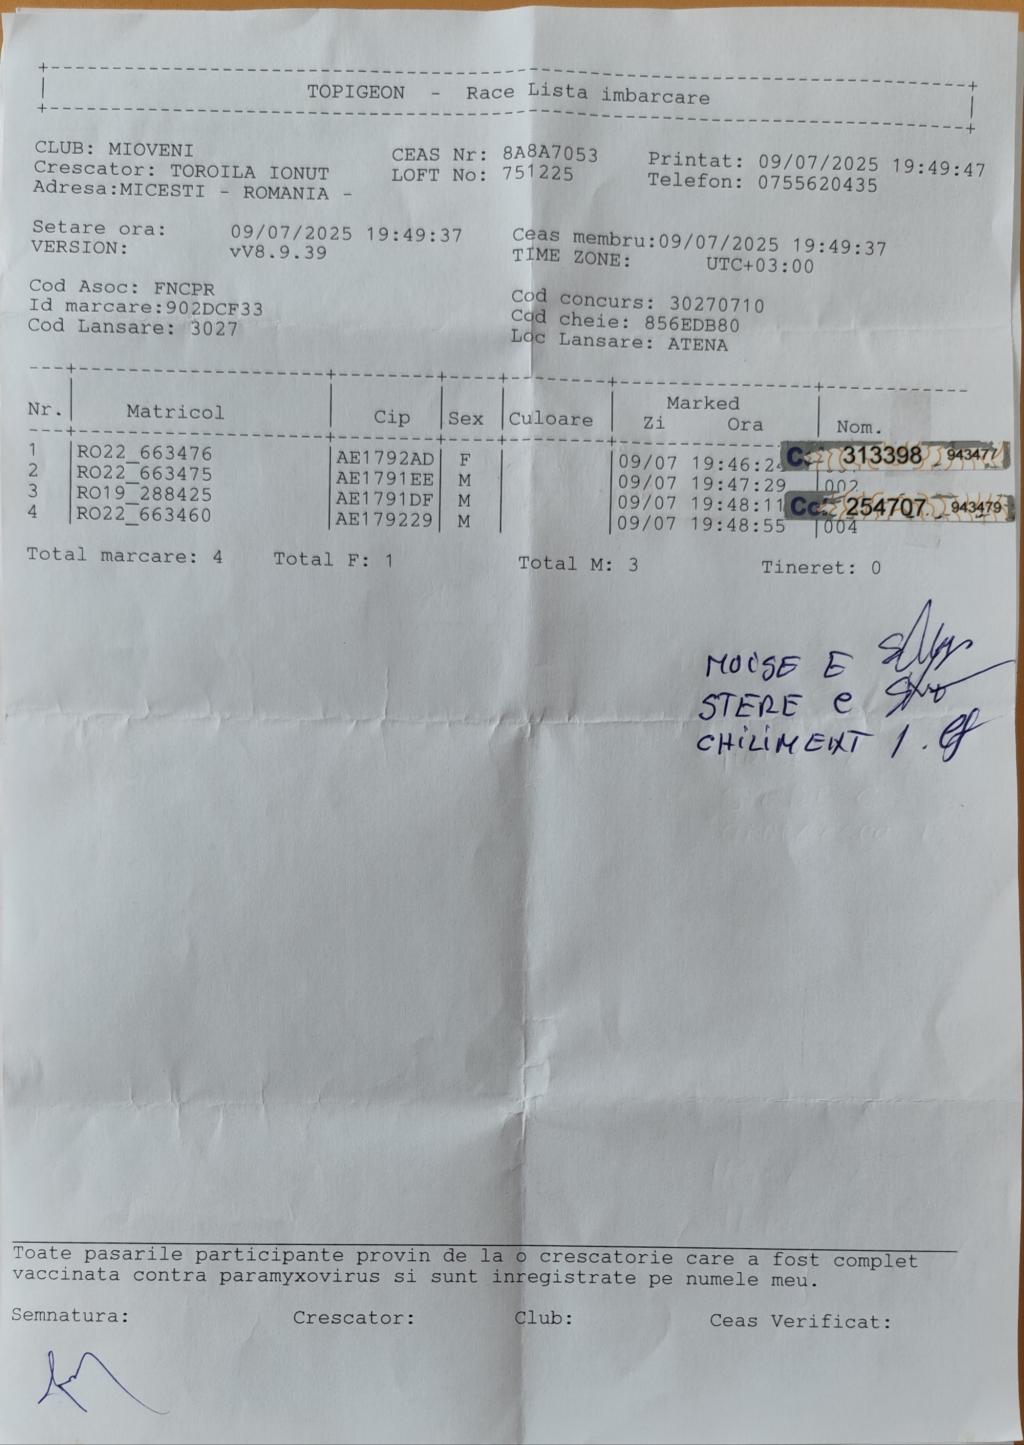 TOPIGEON - Race Lista imbarcare
CLUB: MIOVENI CEAS Nr: 8A8A7053 Printat: 09/07/2025 19:49:47
Crescator: TOROILA IONUT LOFT No: 751225 Telefon: 0755620435
Adresa:MICESTI - ROMANIA -
Setare ora: 09/07/2025 19:49:37 Ceas membru:09/07/2025 19:49:37
VERSION: vV8.9.39 TIME ZONE: UTC+03:00
Cod Asoc: FNCPR Cod concurs: 30270710
Id marcare:902DCF33 Cod cheie: 856EDB80
Cod Lansare: 3027 Loc Lansare: ATENA
Marked
Nr. Matricol Cip Sex Culoare Zi Ora Nom.
1 RO22_663476 AE1792AD F 09/07 19:46:24 313398 943477
2 RO22_663475 AE1791EE M 09/07 19:47:29 002
3 RO19_288425 AE1791DF M 09/07 19:48:11 254707 943479
4 RO22_663460 AE179229 M 09/07 19:48:55 004
Total marcare: 4 Total F: 1 Total M: 3 Tineret: 0
MOISE E
STERE C
CHILIMENT I.
Toate pasarile participante provin de la o crescatorie care a fost complet
vaccinata contra paramyxovirus si sunt inregistrate pe numele meu.
Semnatura: Crescator: Club: Ceas Verificat: